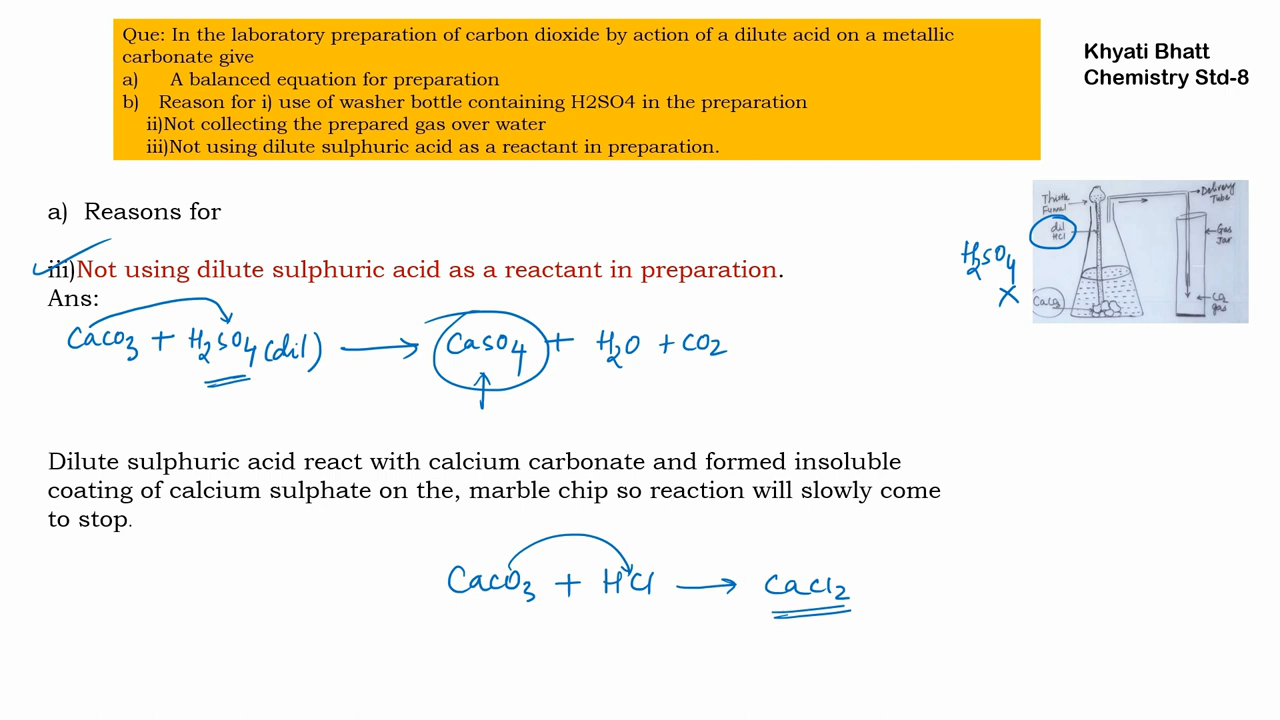 Que: In the laboratory preparation of carbon dioxide by action of a dilute acid on a metallic
carbonate give
a) A balanced equation for preparation
b) Reason for i) use of washer bottle containing H2SO4 in the preparation
ii)Not collecting the prepared gas over water
iii)Not using dilute sulphuric acid as a reactant in preparation.
Khyati Bhatt
Chemistry Std-8
a) Reasons for
iii)Not using dilute sulphuric acid as a reactant in preparation.
Ans:
CaCO3 + H2SO4 (dil) → CaSO4 + H2O + CO2
Thistle
Funnel
dil
HCl
CaCO3
Delivery
Tube
Gas
Jar
CO2
gas
H2SO4
X
Dilute sulphuric acid react with calcium carbonate and formed insoluble
coating of calcium sulphate on the, marble chip so reaction will slowly come
to stop.
CaCO3 + HCl → CaCl2